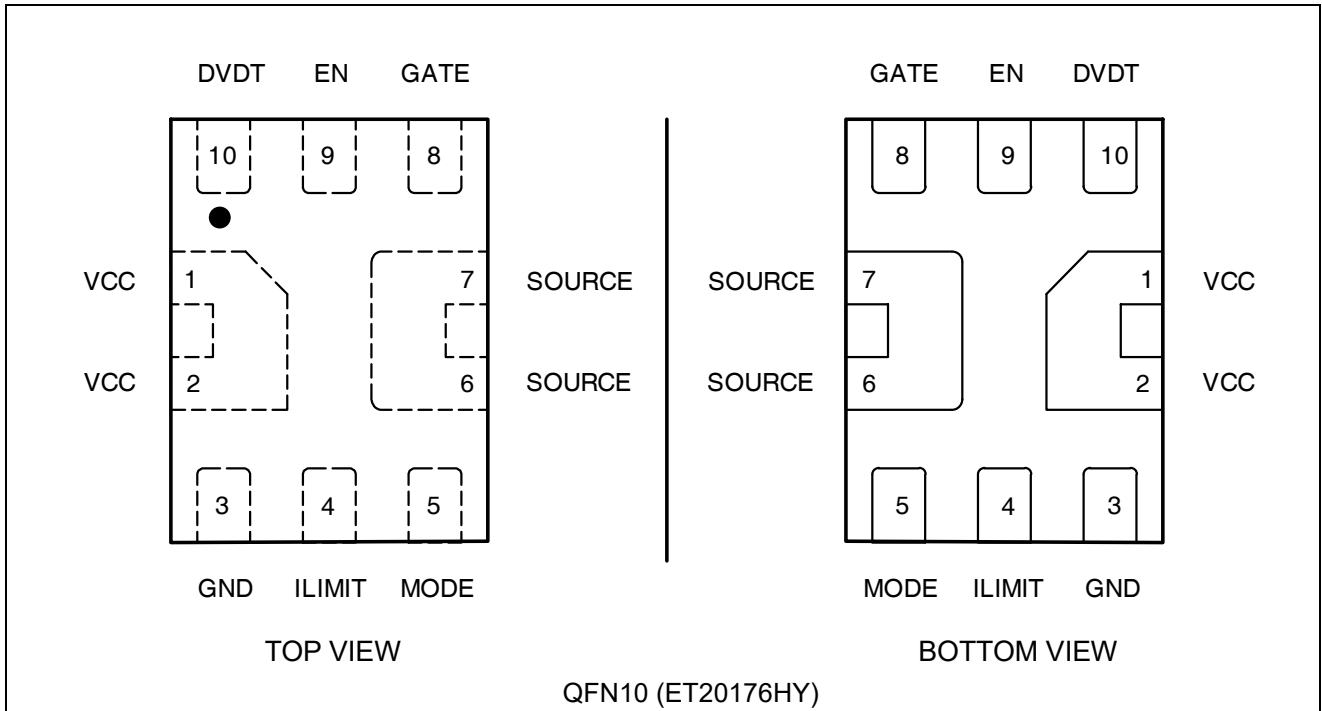 DVDT EN GATE
10 9 8
VCC 1 7 SOURCE
VCC 2 6 SOURCE
3 4 5
GND ILIMIT MODE
TOP VIEW
GATE EN DVDT
8 9 10
SOURCE 7 1 VCC
SOURCE 6 2 VCC
5 4 3
MODE ILIMIT GND
BOTTOM VIEW
QFN10 (ET20176HY)